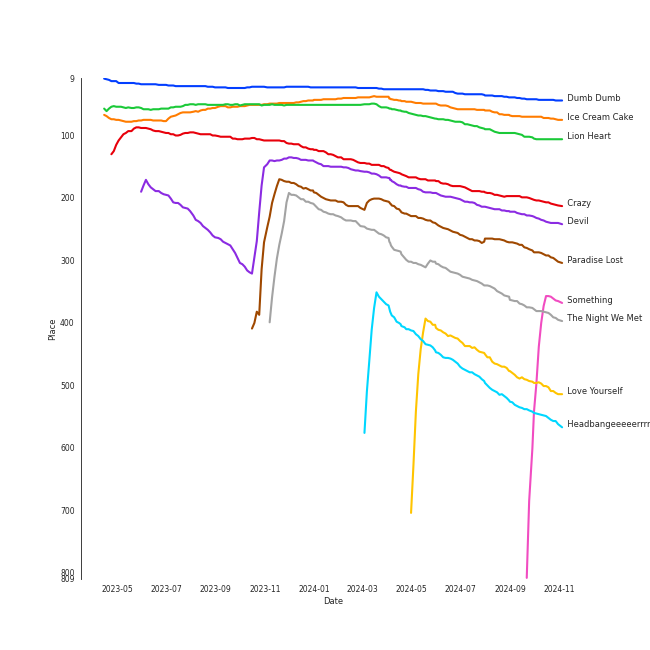 9
100
200
300
400
500
600
700
800
809
Place
2023-05
2023-07
2023-09
2023-11
2024-01
2024-03
2024-05
2024-07
2024-09
2024-11
Date
Dumb Dumb
Ice Cream Cake
Lion Heart
Crazy
Devil
Paradise Lost
Something
The Night We Met
Love Yourself
Headbangeeeeerrrr